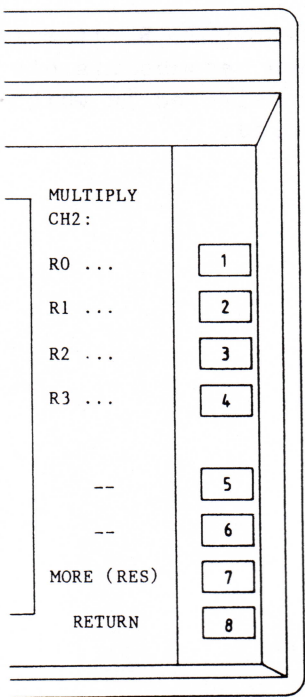 MULTIPLY
CH2:
R0 ... 1
R1 ... 2
R2 ... 3
R3 ... 4
-- 5
-- 6
MORE (RES) 7
RETURN 8